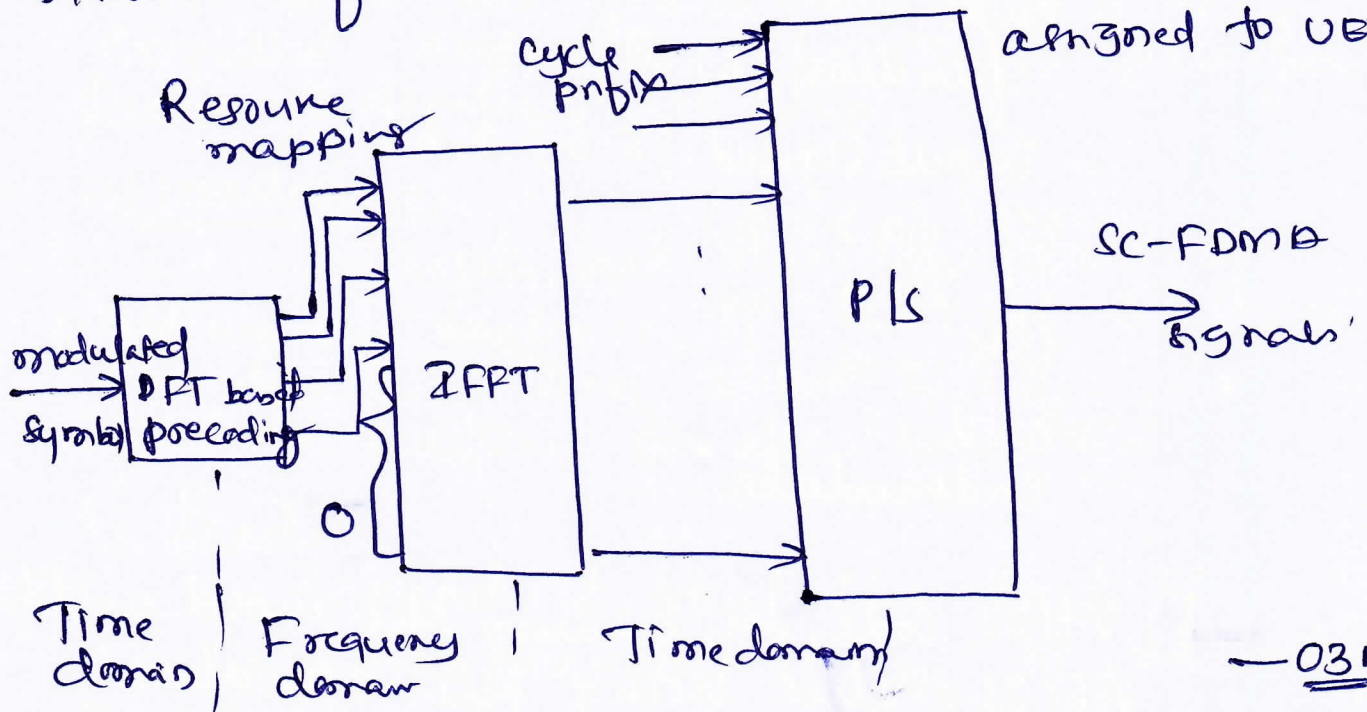 assigned to UE
cycle
prefix
Resource
mapping
modulated
symbol
DFT based
precoding
IFFT
P/S
SC-FDMA
signals
0
Time
domain
Frequency
domain
Time domain